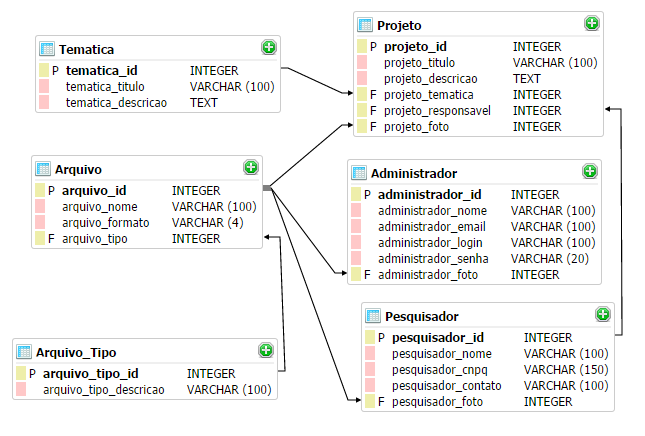 Tematica
P tematica_id INTEGER
tematica_titulo VARCHAR (100)
tematica_descricao TEXT
Projeto
P projeto_id INTEGER
projeto_titulo VARCHAR (100)
projeto_descricao TEXT
F projeto_tematica INTEGER
F projeto_responsavel INTEGER
F projeto_foto INTEGER
Arquivo
P arquivo_id INTEGER
arquivo_nome VARCHAR (100)
arquivo_formato VARCHAR (4)
F arquivo_tipo INTEGER
Administrador
P administrador_id INTEGER
administrador_nome VARCHAR (100)
administrador_email VARCHAR (100)
administrador_login VARCHAR (100)
administrador_senha VARCHAR (20)
F administrador_foto INTEGER
Arquivo_Tipo
P arquivo_tipo_id INTEGER
arquivo_tipo_descricao VARCHAR (100)
Pesquisador
P pesquisador_id INTEGER
pesquisador_nome VARCHAR (100)
pesquisador_cnpq VARCHAR (150)
pesquisador_contato VARCHAR (100)
F pesquisador_foto INTEGER